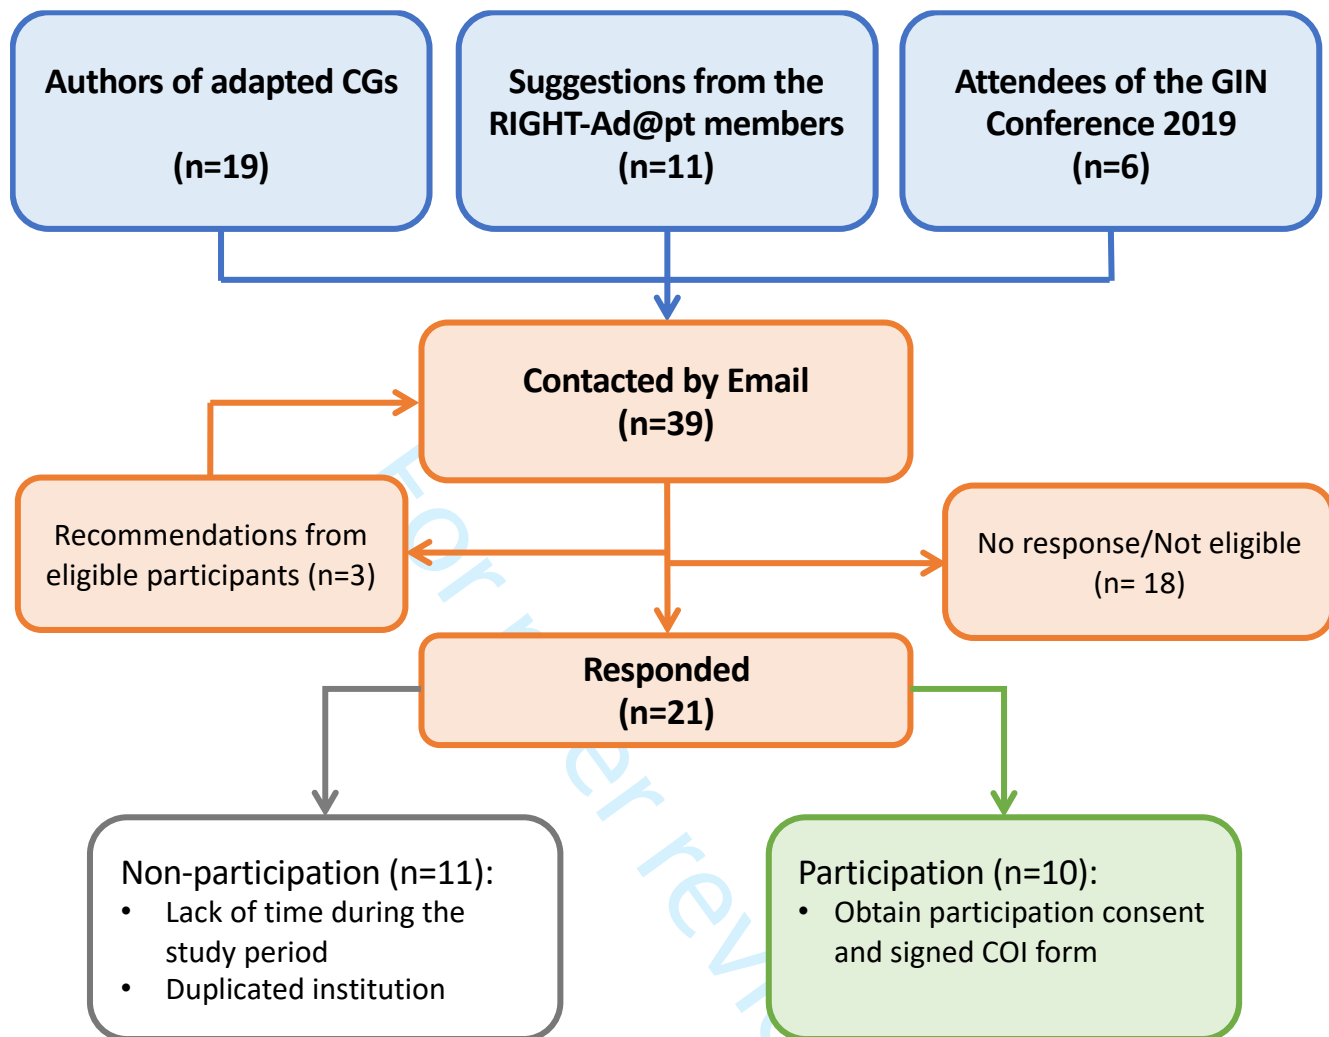 Authors of adapted CGs
(n=19)
Suggestions from the
RIGHT-Ad@pt members
(n=11)
Attendees of the GIN
Conference 2019
(n=6)
Contacted by Email
(n=39)
Recommendations from
eligible participants (n=3)
No response/Not eligible
(n= 18)
Responded
(n=21)
Non-participation (n=11):
• Lack of time during the
study period
• Duplicated institution
Participation (n=10):
• Obtain participation consent
and signed COI form
For